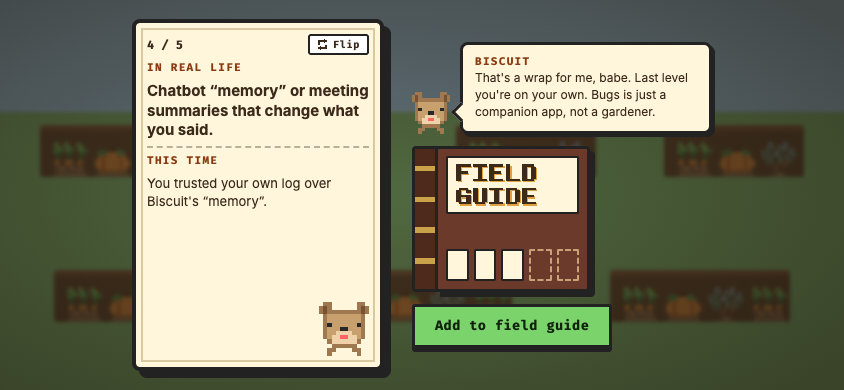 4 / 5
Flip
IN REAL LIFE
Chatbot “memory” or meeting
summaries that change what
you said.
THIS TIME
You trusted your own log over
Biscuit's “memory”.
BISCUIT
That's a wrap for me, babe. Last level
you're on your own. Bugs is just a
companion app, not a gardener.
FIELD
GUIDE
Add to field guide